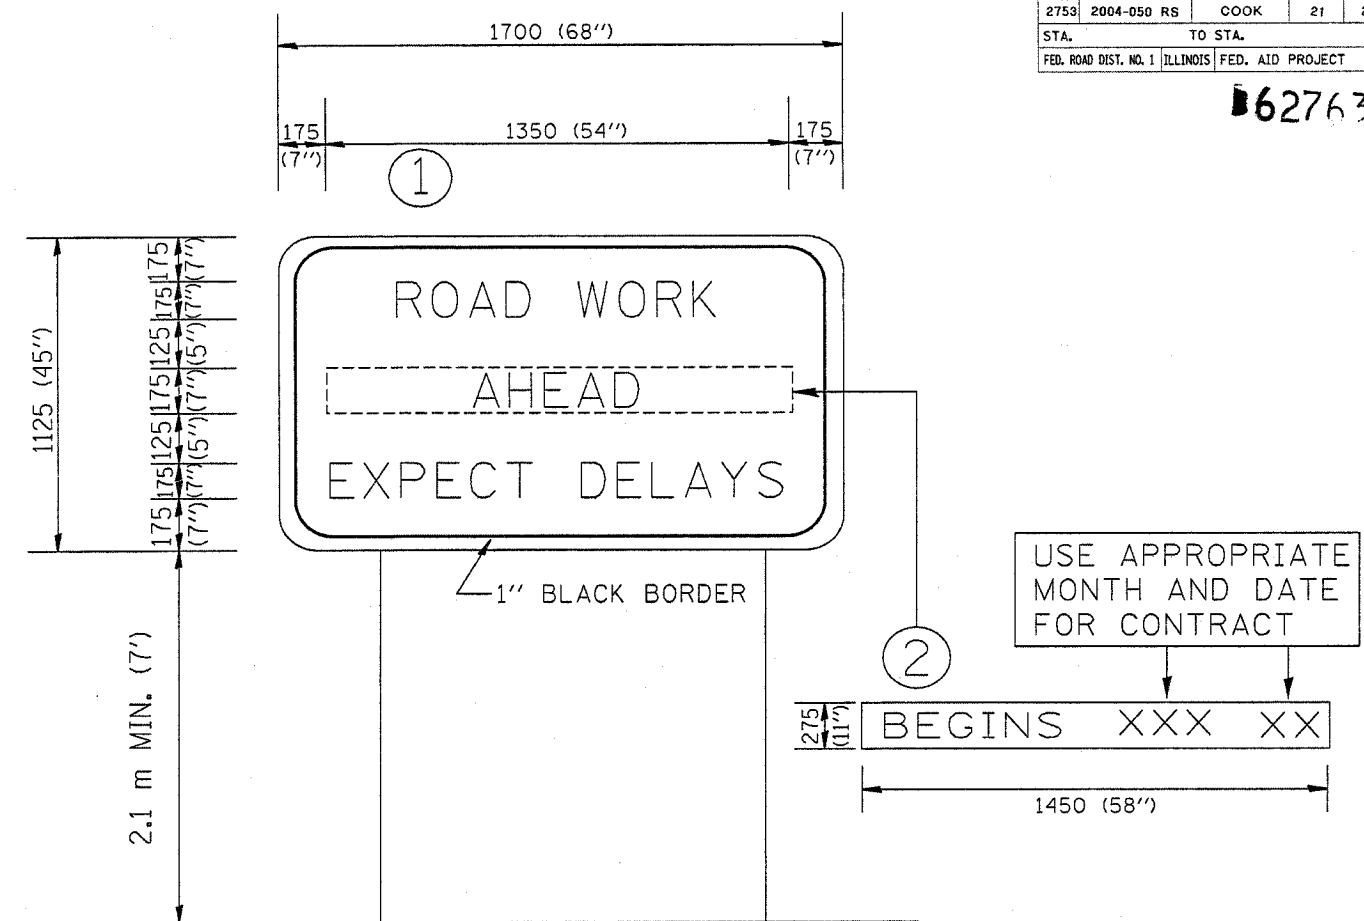 2753 2004-050 RS COOK 21
STA. TO STA.
FED. ROAD DIST. NO. 1 ILLINOIS FED. AID PROJECT
62763
1700 (68'')
175 (7'')
1350 (54'')
175 (7'')
1
1125 (45'')
175 (7'')
175 (7'')
125 (5'')
175 (7'')
125 (5'')
175 (7'')
175 (7'')
ROAD WORK
AHEAD
EXPECT DELAYS
1'' BLACK BORDER
2.1 m MIN. (7')
2
USE APPROPRIATE
MONTH AND DATE
FOR CONTRACT
275 (11'')
BEGINS XXX XX
1450 (58'')